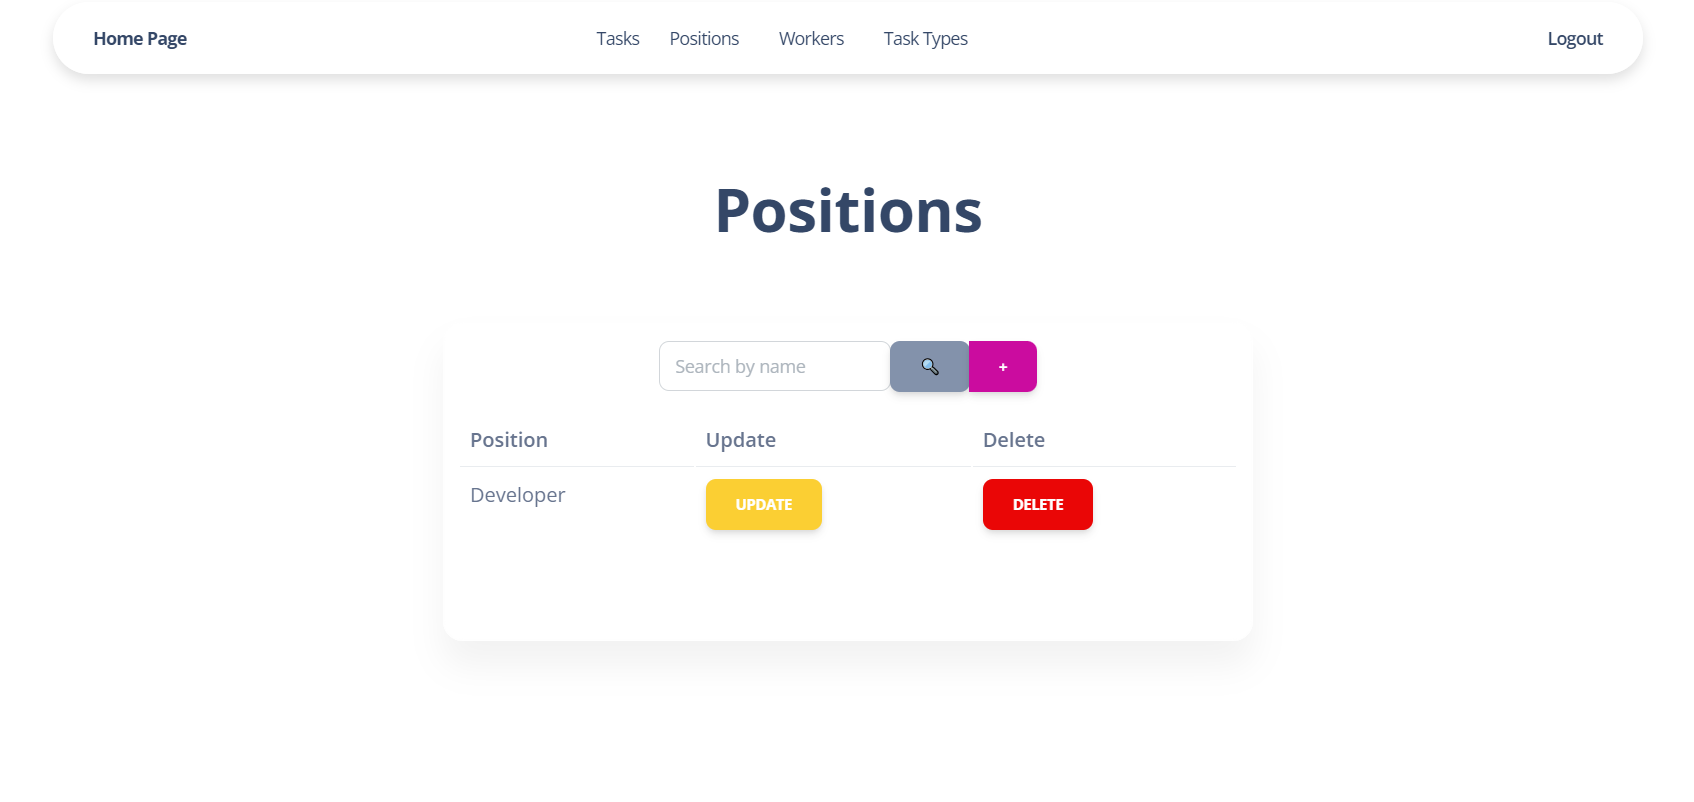 Home Page Tasks Positions Workers Task Types Logout
Positions
Search by name 🔍 +
Position Update Delete
Developer UPDATE DELETE